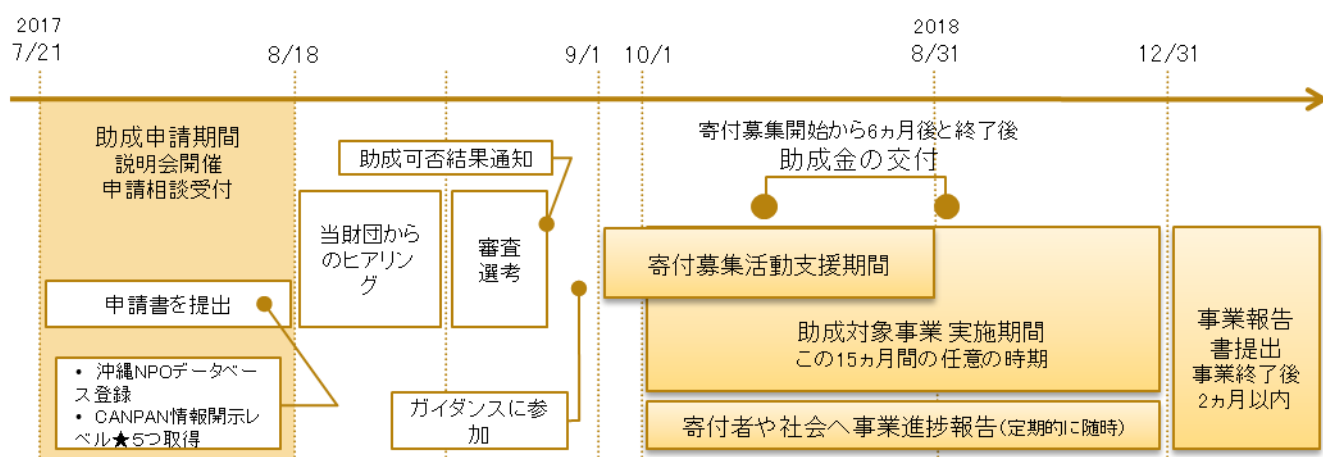 2017
7/21
8/18
9/1
10/1
2018
8/31
12/31
助成申請期間
説明会開催
申請相談受付
申請書を提出
• 沖縄NPOデータベー
ス登録
• CANPAN情報開示レ
ベル★5つ取得
当財団から
のヒアリン
グ
助成可否結果通知
審査
選考
ガイダンスに参
加
寄付募集開始から6ヵ月後と終了後
助成金の交付
寄付募集活動支援期間
助成対象事業 実施期間
この15ヵ月間の任意の時期
寄付者や社会へ事業進捗報告(定期的に随時)
事業報告
書提出
事業終了後
2ヵ月以内